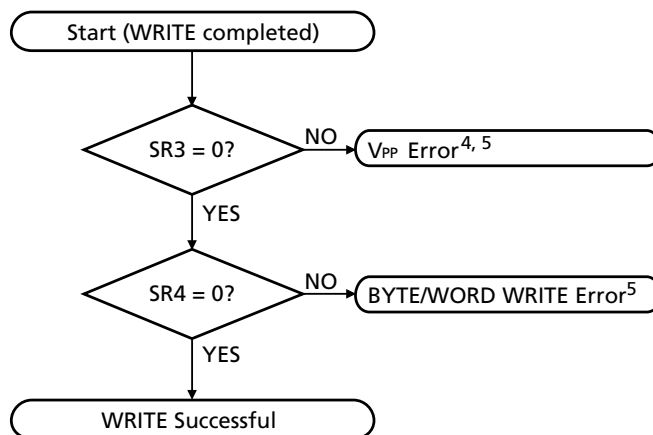 Start (WRITE completed)
SR3 = 0?
NO
VPP Error4, 5
YES
SR4 = 0?
NO
BYTE/WORD WRITE Error5
YES
WRITE Successful